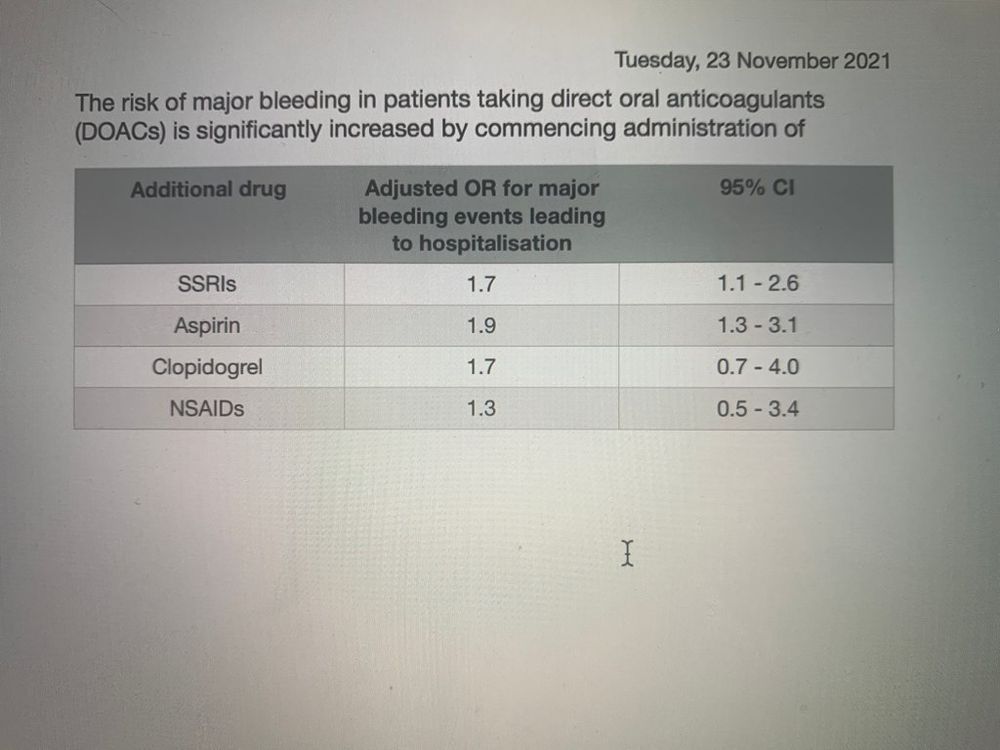 Tuesday, 23 November 2021
The risk of major bleeding in patients taking direct oral anticoagulants
(DOACs) is significantly increased by commencing administration of
Additional drug Adjusted OR for major 95% CI
bleeding events leading
to hospitalisation
SSRIs 1.7 1.1 - 2.6
Aspirin 1.9 1.3 - 3.1
Clopidogrel 1.7 0.7 - 4.0
NSAIDs 1.3 0.5 - 3.4